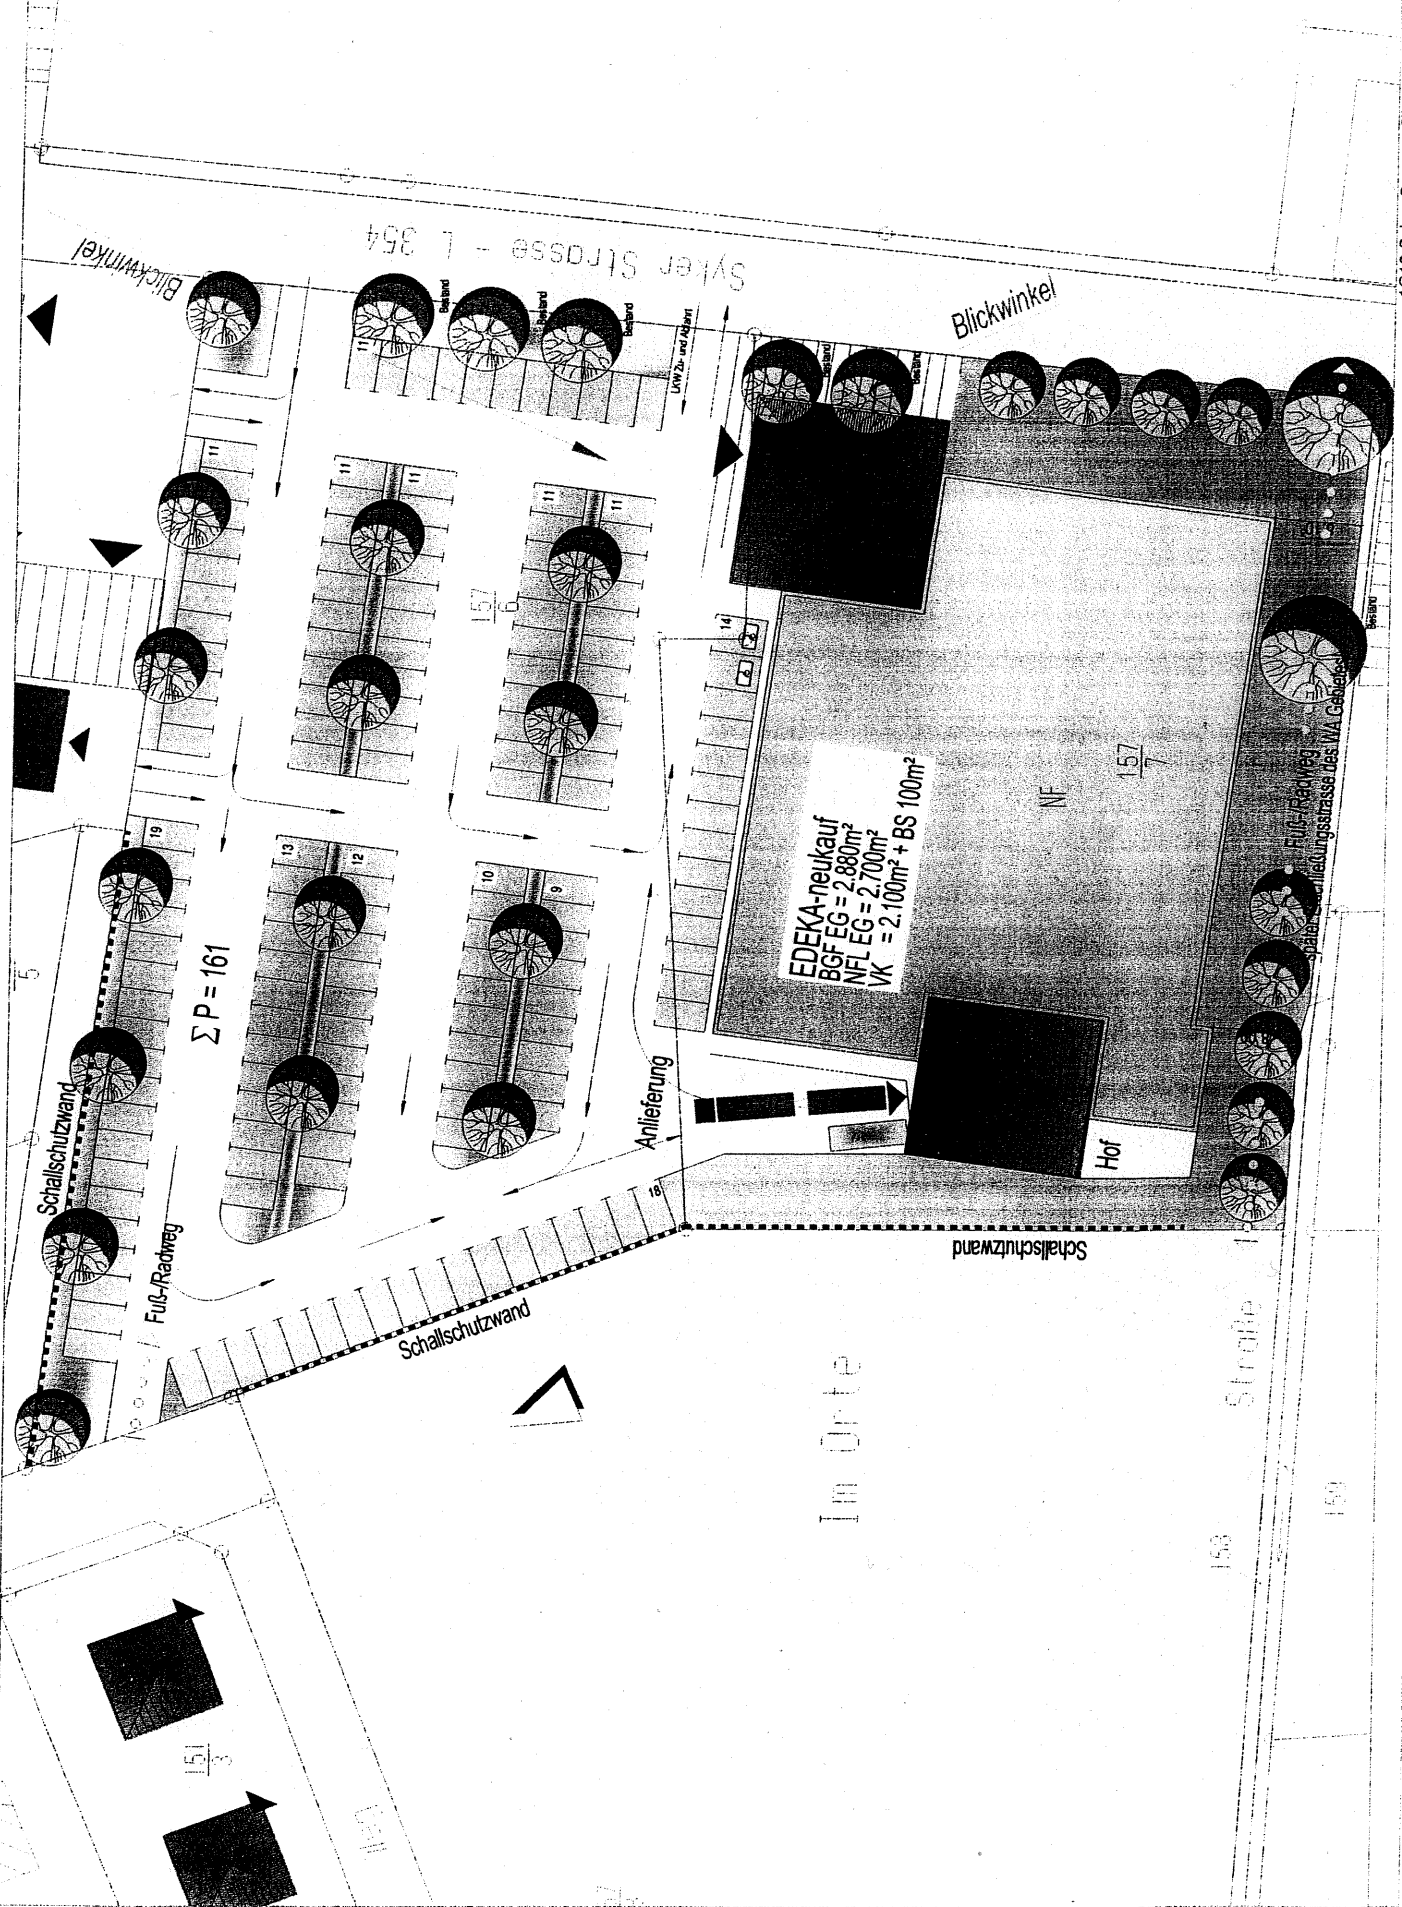 Syker Strasse - L 354
Blickwinkel
Blickwinkel
Bestand
Bestand
Bestand
LKW Zu- und Abfahrt
Bestand
Bestand
11
11
11
11
11
11
157
6
14
19
13
12
10
9
18
Σ P = 161
5
Schallschutzwand
Fuß-/Radweg
Anlieferung
EDEKA-neukauf
BGF EG = 2.880m²
NFL EG = 2.700m²
VK = 2.100m² + BS 100m²
NF
157
7
Bestand
Fuß-/Radweg
Hof
Schallschutzwand
Schallschutzwand
Im Orte
Straße
158
159
151
3